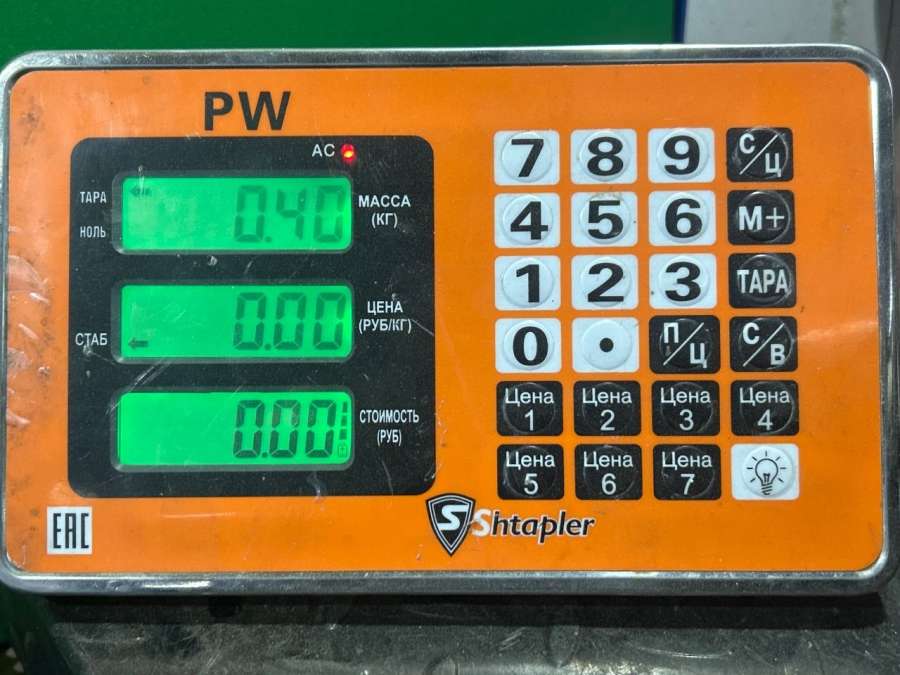 PW
AC
ТАРА
НОЛЬ
0.40
МАССА
(КГ)
СТАБ
0.00
ЦЕНА
(РУБ/КГ)
0.00
СТОИМОСТЬ
(РУБ)
7 8 9 С/Ц
4 5 6 М+
1 2 3 ТАРА
0 . П/Ц С/В
Цена 1 Цена 2 Цена 3 Цена 4
Цена 5 Цена 6 Цена 7
EAC
S Shtapler